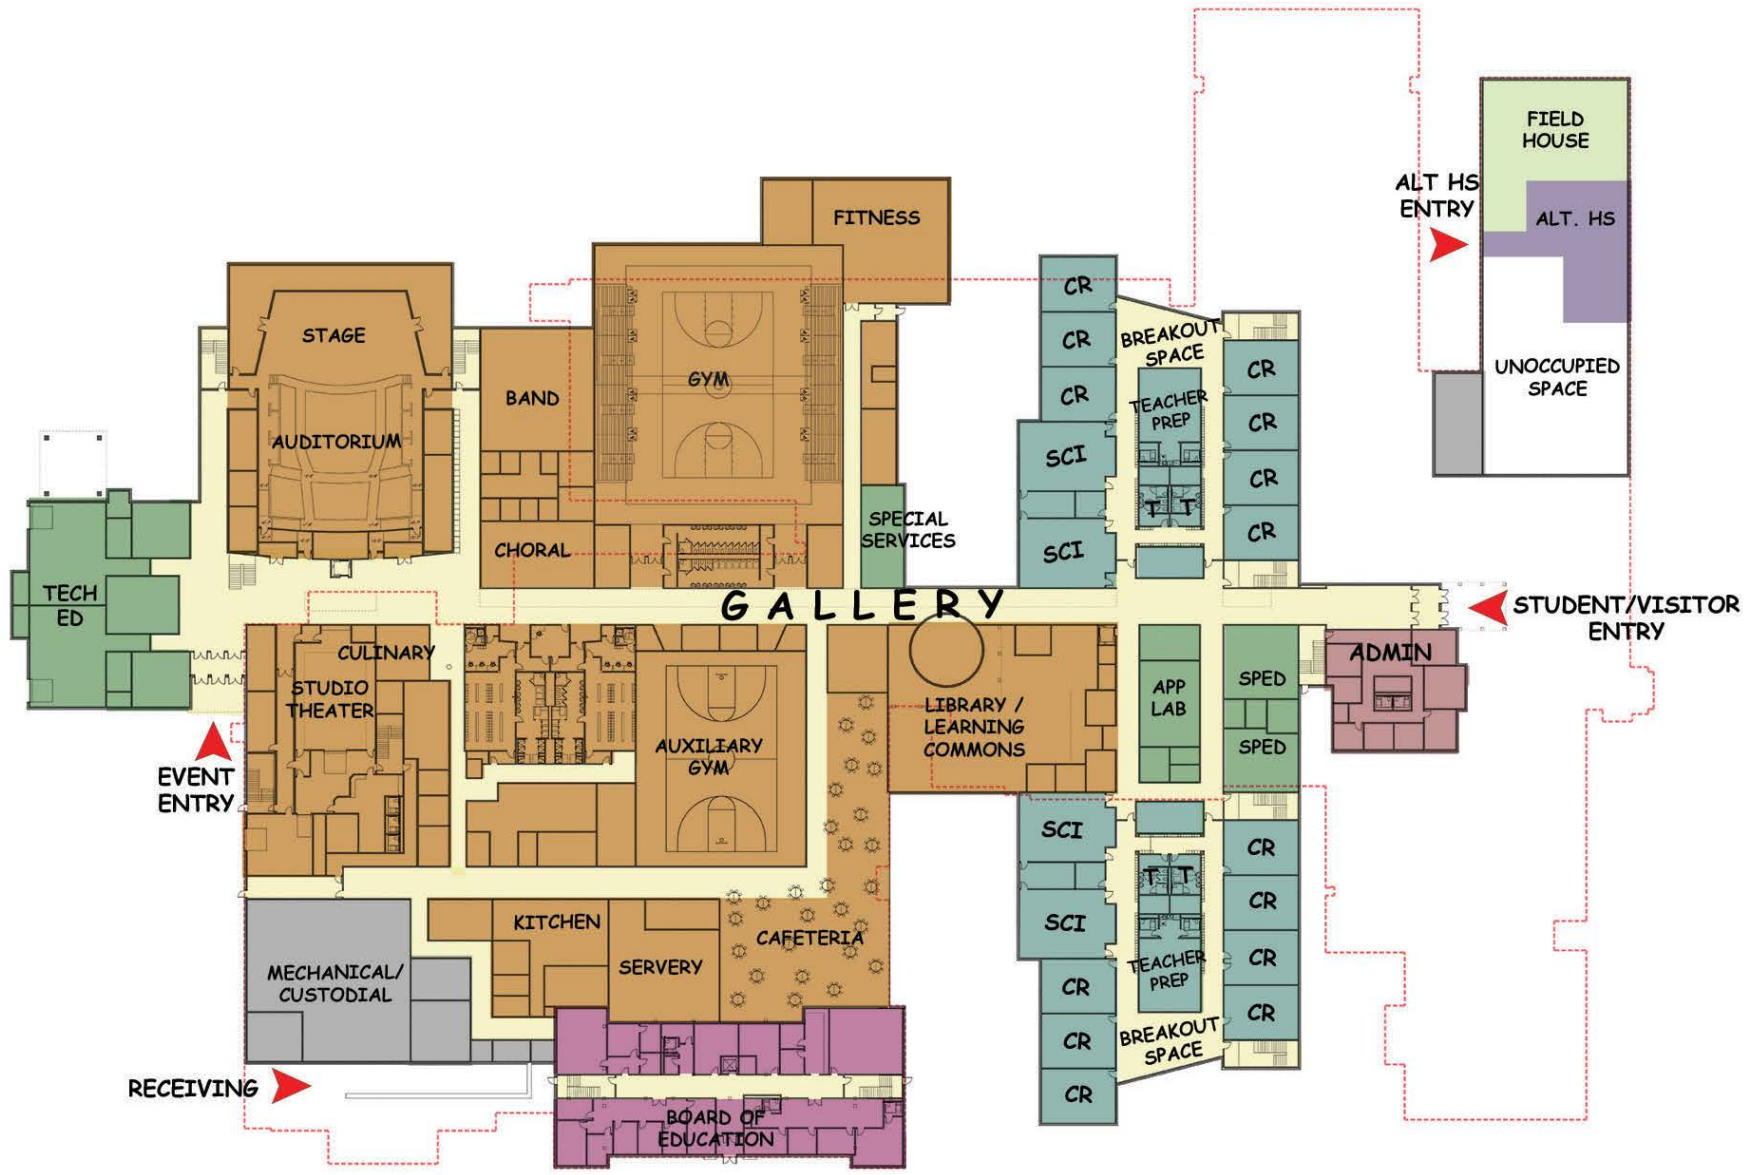 FIELD
HOUSE
ALT HS
ENTRY
ALT. HS
FITNESS
CR
STAGE
BREAKOUT
SPACE
CR
UNOCCUPIED
SPACE
GYM
CR
BAND
CR
TEACHER
PREP
CR
AUDITORIUM
SCI
CR
T T
SPECIAL
SERVICES
CR
CHORAL
SCI
TECH
ED
GALLERY
STUDENT/VISITOR
ENTRY
CULINARY
ADMIN
STUDIO
THEATER
APP
LAB
SPED
LIBRARY /
LEARNING
COMMONS
AUXILIARY
GYM
SPED
EVENT
ENTRY
SCI
CR
T T
CR
KITCHEN
SCI
CAFETERIA
CR
SERVERY
TEACHER
PREP
MECHANICAL/
CUSTODIAL
CR
CR
BREAKOUT
SPACE
CR
RECEIVING
CR
BOARD OF
EDUCATION